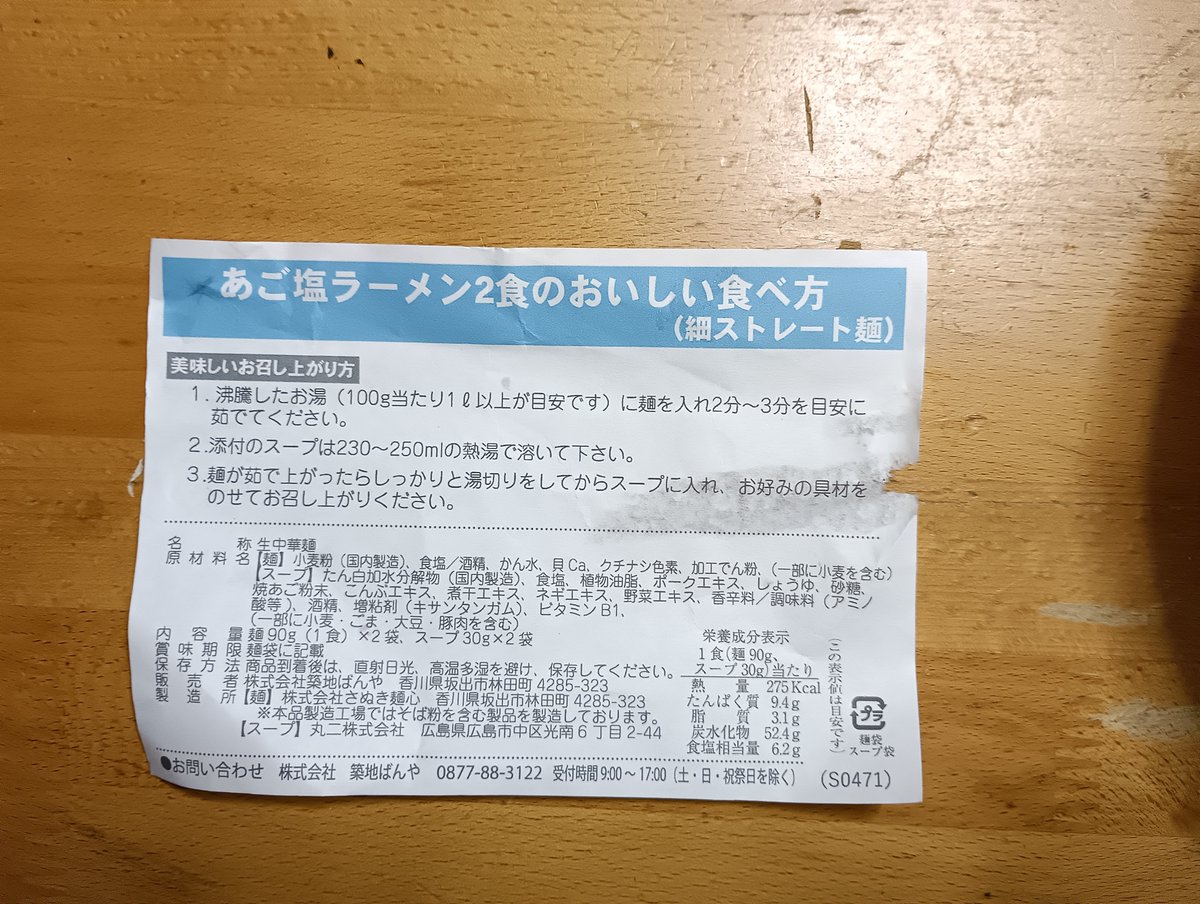 あご塩ラーメン2食のおいしい食べ方
(細ストレート麺)
美味しいお召し上がり方
1. 沸騰したお湯（100g当たり1ℓ以上が目安です）に麺を入れ2分～3分を目安に
茹でてください。
2.添付のスープは230～250mlの熱湯で溶いて下さい。
3.麺が茹で上がったらしっかりと湯切りをしてからスープに入れ、お好みの具材を
のせてお召し上がりください。
名称 生中華麺
原材料名【麺】小麦粉（国内製造）、食塩／酒精、かん水、貝Ca、クチナシ色素、加工でん粉、（一部に小麦を含む）
【スープ】たん白加水分解物（国内製造）、食塩、植物油脂、ポークエキス、しょうゆ、砂糖、
焼あご粉末、こんぶエキス、煮干エキス、ネギエキス、野菜エキス、香辛料／調味料（アミノ
酸等）、酒精、増粘剤（キサンタンガム）、ビタミンB1、
（一部に小麦・ごま・大豆・豚肉を含む）
内容量 麺90g（1食）×2袋、スープ30g×2袋
賞味期限 麺袋に記載
保存方法 商品到着後は、直射日光、高温多湿を避け、保存してください。
販売者 株式会社築地ばんや 香川県坂出市林田町4285-323
製造所【麺】株式会社さぬき麺心 香川県坂出市林田町4285-323
※本品製造工場ではそば粉を含む製品を製造しております。
【スープ】丸二株式会社 広島県広島市中区光南6丁目2-44
栄養成分表示
1食(麺90g、
スープ30g)当たり
熱量 275Kcal
たんぱく質 9.4g
脂質 3.1g
炭水化物 52.4g
食塩相当量 6.2g
（この表示値は目安です）
プラ
麺袋
スープ袋
●お問い合わせ 株式会社 築地ばんや 0877-88-3122 受付時間9:00～17:00（土・日・祝祭日を除く）
(S0471)